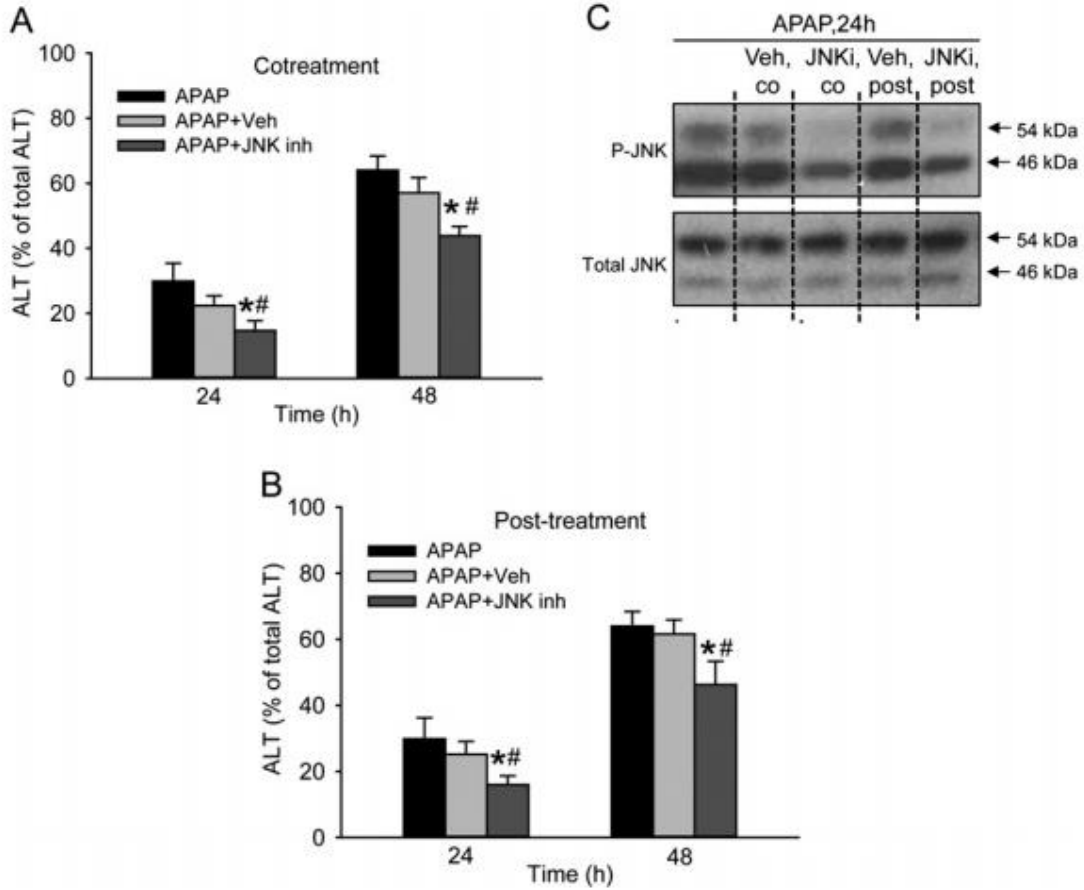 A
Cotreatment
APAP
APAP+Veh
APAP+JNK inh
ALT (% of total ALT)
100
80
60
40
20
0
*#
* #
24
48
Time (h)
C
APAP,24h
Veh, JNKi, Veh, JNKi,
co co post post
P-JNK
54 kDa
46 kDa
Total JNK
54 kDa
46 kDa
B
Post-treatment
APAP
APAP+Veh
APAP+JNK inh
ALT (% of total ALT)
100
80
60
40
20
0
*#
*#
24
48
Time (h)